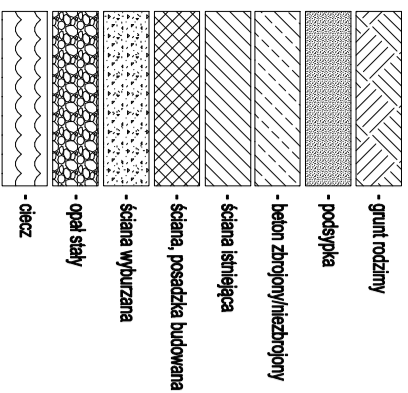 - grunt rodzimy
- podsypka
- beton zbrojony/niezbrojony
- ściana istniejąca
- ściana, posadzka budowana
- ściana wyburzana
- opał stały
- ciecz